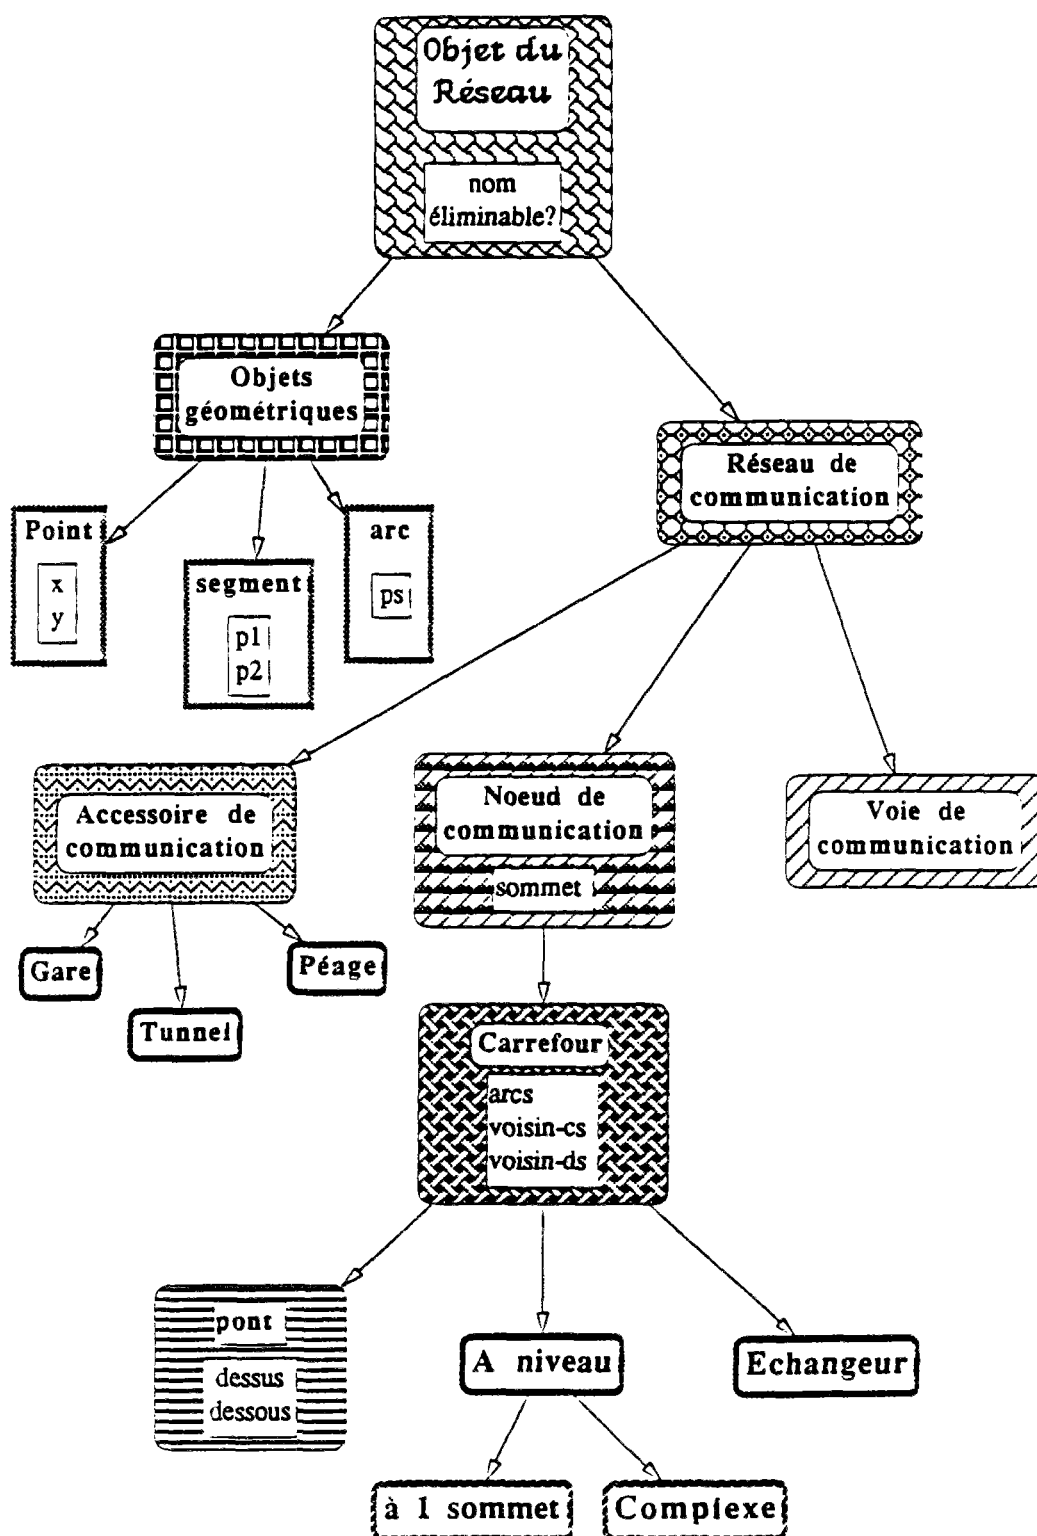 Objet du
Réseau
nom
éliminable?
Objets
géométriques
Réseau de
communication
Point
x
y
segment
p1
p2
arc
ps
Accessoire de
communication
Noeud de
communication
sommet
Voie de
communication
Gare
Tunnel
Péage
Carrefour
arcs
voisin-cs
voisin-ds
pont
dessus
dessous
A niveau
Echangeur
à 1 sommet
Complexe